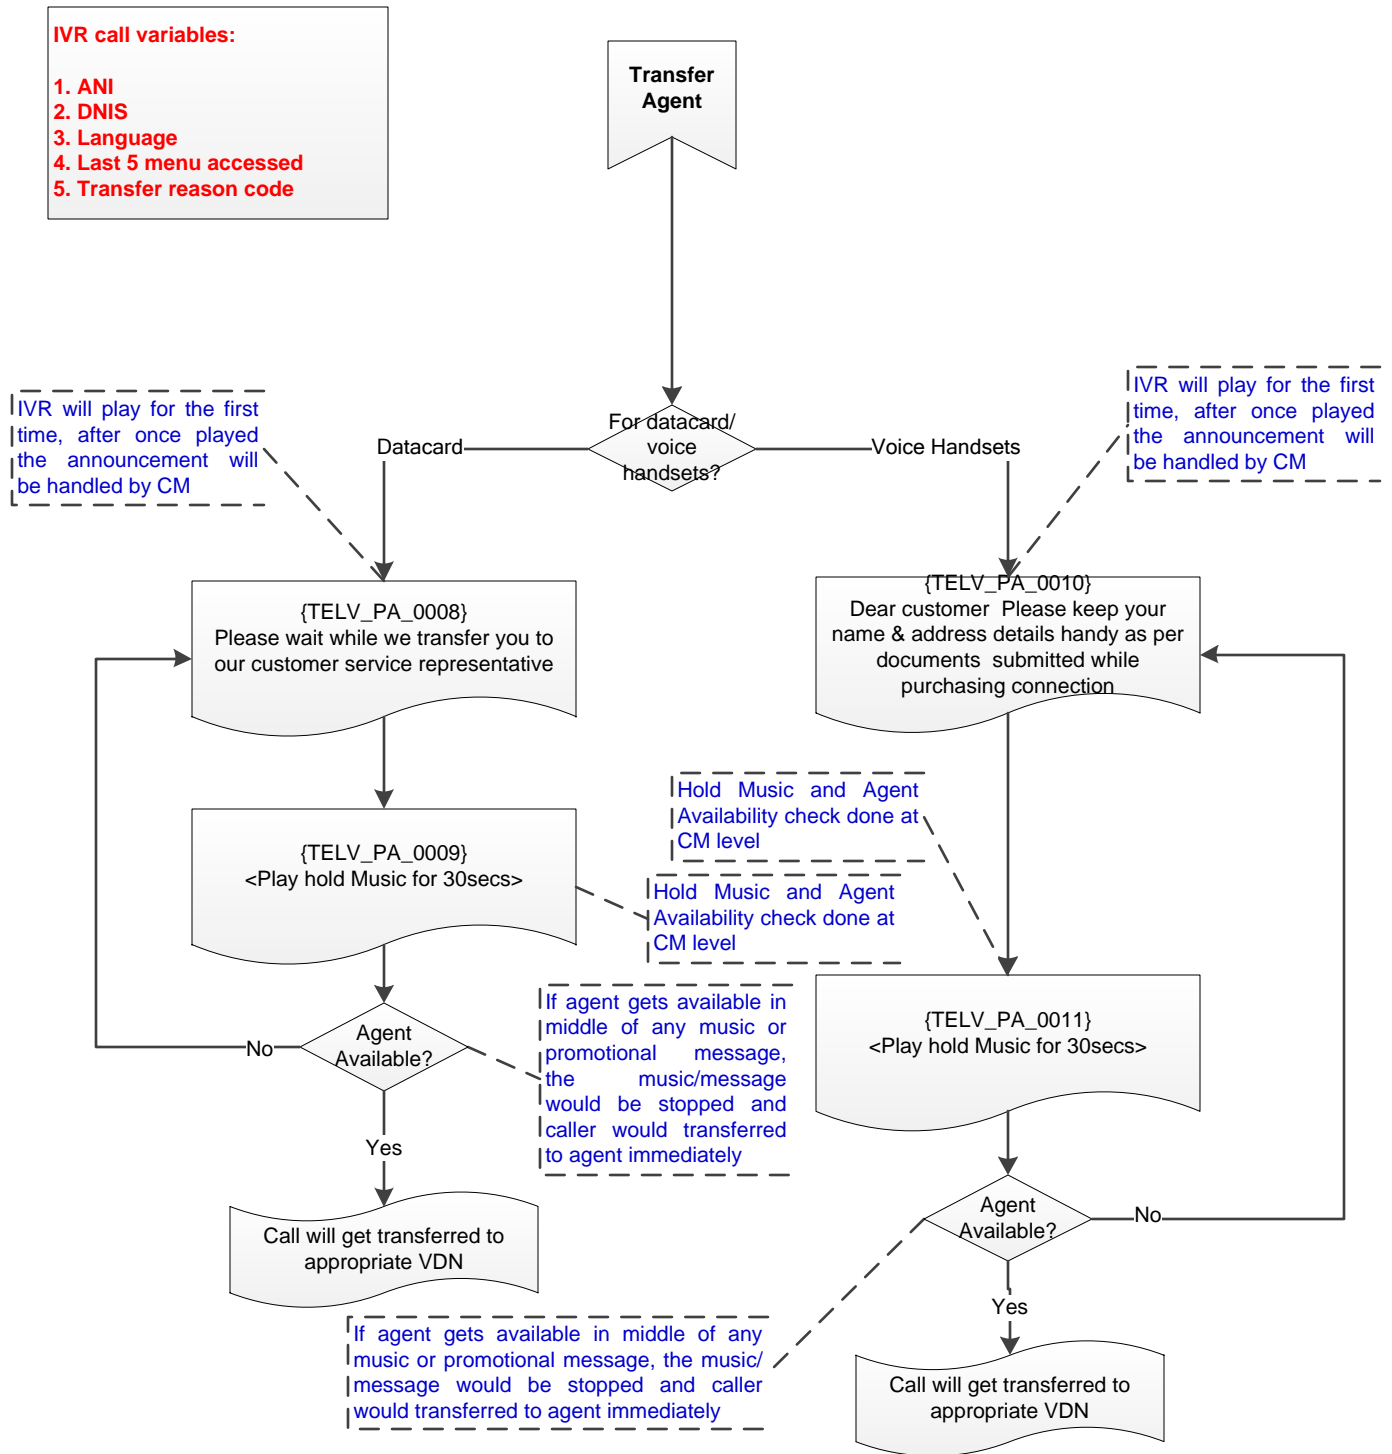 IVR call variables:
1. ANI
2. DNIS
3. Language
4. Last 5 menu accessed
5. Transfer reason code
Transfer
Agent
IVR will play for the first
time, after once played
the announcement will
be handled by CM
For datacard/
voice
handsets?
Datacard
Voice Handsets
IVR will play for the first
time, after once played
the announcement will
be handled by CM
{TELV_PA_0008}
Please wait while we transfer you to
our customer service representative
{TELV_PA_0010}
Dear customer  Please keep your
name & address details handy as per
documents  submitted while
purchasing connection
Hold Music and Agent
Availability check done at
CM level
{TELV_PA_0009}
<Play hold Music for 30secs>
Hold Music and Agent
Availability check done at
CM level
If agent gets available in
middle of any music or
promotional message,
the music/message
would be stopped and
caller would transferred
to agent immediately
{TELV_PA_0011}
<Play hold Music for 30secs>
Agent
Available?
No
Yes
Call will get transferred to
appropriate VDN
Agent
Available?
No
Yes
If agent gets available in middle of any
music or promotional message, the music/
message would be stopped and caller
would transferred to agent immediately
Call will get transferred to
appropriate VDN